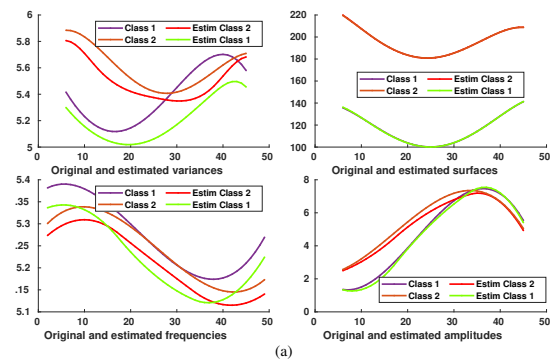 6
5.8
5.6
5.4
5.2
5
0 10 20 30 40 50
Class 1 Estim Class 2
Class 2 Estim Class 1
Original and estimated variances
220
200
180
160
140
120
100
0 10 20 30 40 50
Class 1 Estim Class 2
Class 2 Estim Class 1
Original and estimated surfaces
5.4
.35
5.3
.25
5.2
.15
5.1
0 10 20 30 40 50
Class 1 Estim Class 2
Class 2 Estim Class 1
Original and estimated frequencies
8
6
4
2
0
0 10 20 30 40 50
Class 1 Estim Class 2
Class 2 Estim Class 1
Original and estimated amplitudes
(a)